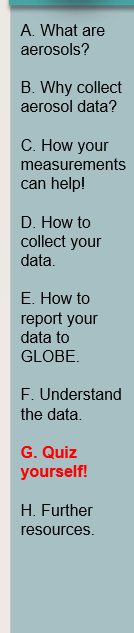 A. What are
aerosols?
B. Why collect
aerosol data?
C. How your
measurements
can help!
D. How to
collect your
data.
E. How to
report your
data to
GLOBE.
F. Understand
the data.
G. Quiz
yourself!
H. Further
resources.